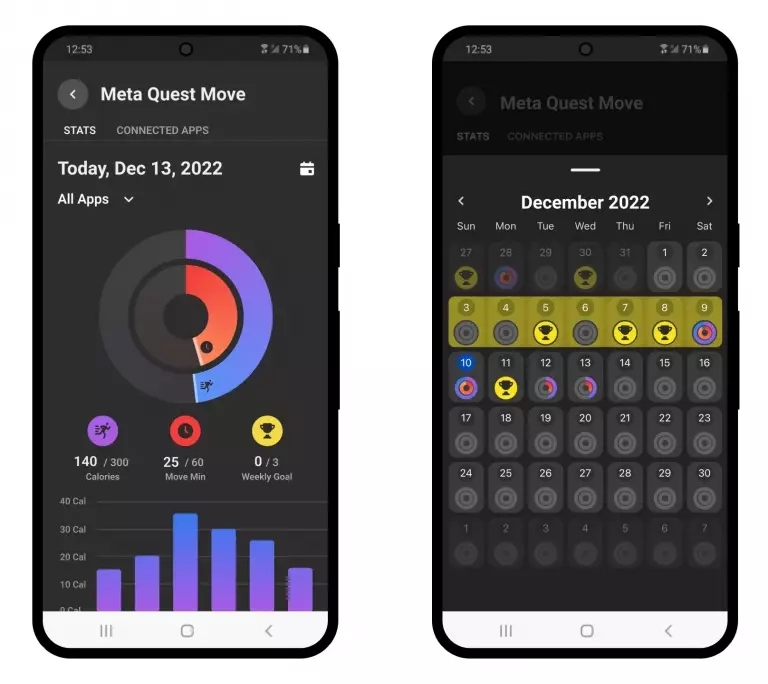 12:53
71%
Meta Quest Move
STATS CONNECTED APPS
Today, Dec 13, 2022
All Apps
140 / 300
Calories
25 / 60
Move Min
0 / 3
Weekly Goal
40 Cal
30 Cal
20 Cal
10 Cal
0 Cal
12:53
71%
Meta Quest Move
STATS CONNECTED APPS
December 2022
Sun Mon Tue Wed Thu Fri Sat
27 28 29 30 31 1 2
3 4 5 6 7 8 9
10 11 12 13 14 15 16
17 18 19 20 21 22 23
24 25 26 27 28 29 30
1 2 3 4 5 6 7